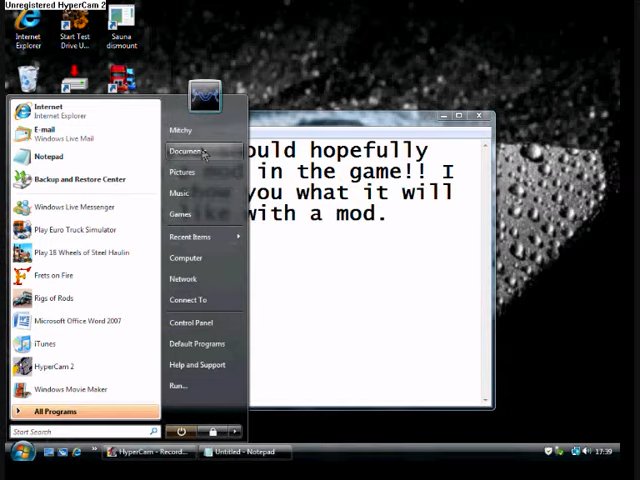 Unregistered HyperCam 2
Internet
Explorer
Start Test
Drive U...
Sauna
dismount
Internet
Internet Explorer
E-mail
Windows Live Mail
Notepad
Backup and Restore Center
Windows Live Messenger
Play Euro Truck Simulator
Play 18 Wheels of Steel Haulin
Frets on Fire
Rigs of Rods
Microsoft Office Word 2007
iTunes
HyperCam 2
Windows Movie Maker
All Programs
Start Search
Mitchy
Documen
Pictures
Music
Games
Recent Items
Computer
Network
Connect To
Control Panel
Default Programs
Help and Support
Run...
ould hopefully
mod in the game!! I
how you what it will
like with a mod.
HyperCam - Record...
Untitled - Notepad
17:39